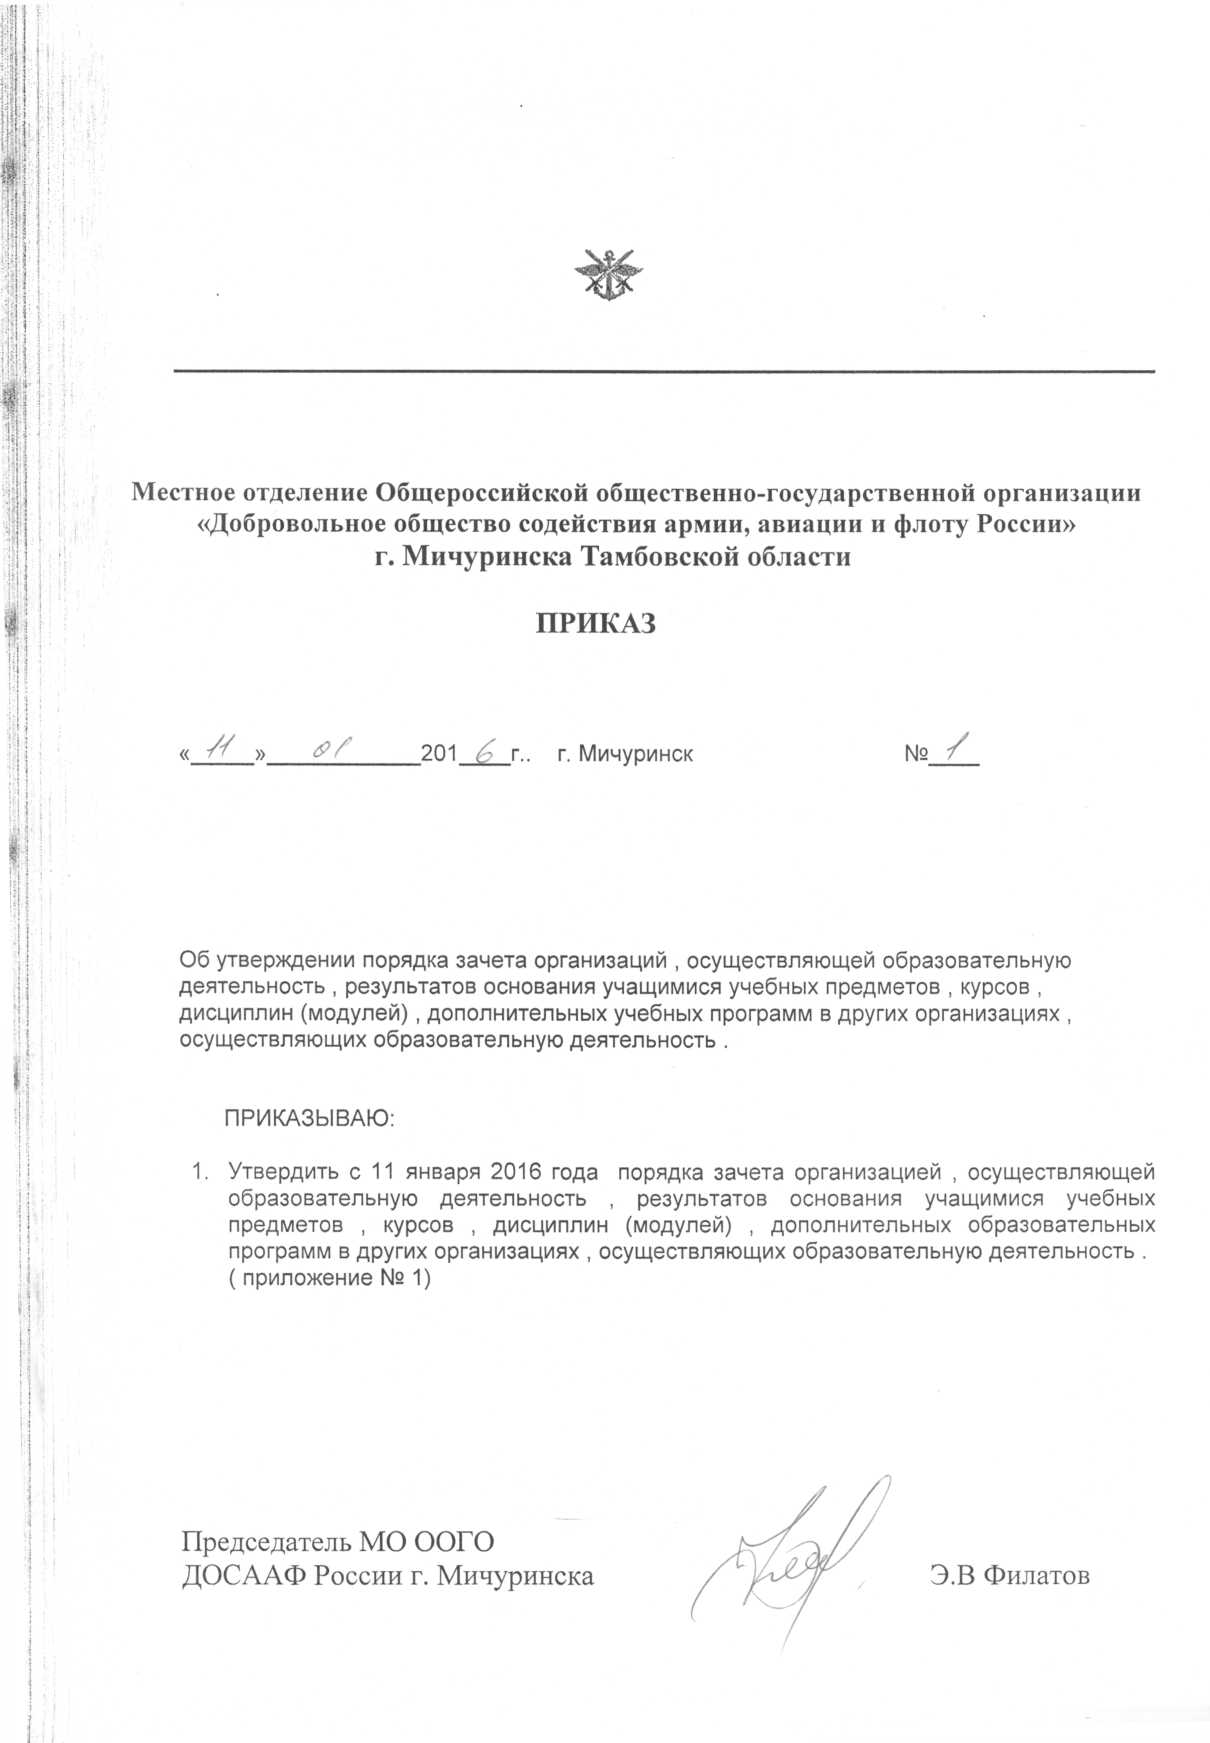 Местное отделение Общероссийской общественно-государственной организации
«Добровольное общество содействия армии, авиации и флоту России»
г. Мичуринска Тамбовской области
ПРИКАЗ
«11» 01 2016 г.. г. Мичуринск № 1
Об утверждении порядка зачета организаций , осуществляющей образовательную
деятельность , результатов основания учащимися учебных предметов , курсов ,
дисциплин (модулей) , дополнительных учебных программ в других организациях ,
осуществляющих образовательную деятельность .
ПРИКАЗЫВАЮ:
1. Утвердить с 11 января 2016 года порядка зачета организацией , осуществляющей
образовательную деятельность , результатов основания учащимися учебных
предметов , курсов , дисциплин (модулей) , дополнительных образовательных
программ в других организациях , осуществляющих образовательную деятельность .
( приложение № 1)
Председатель МО ООГО
ДОСААФ России г. Мичуринска Э.В Филатов